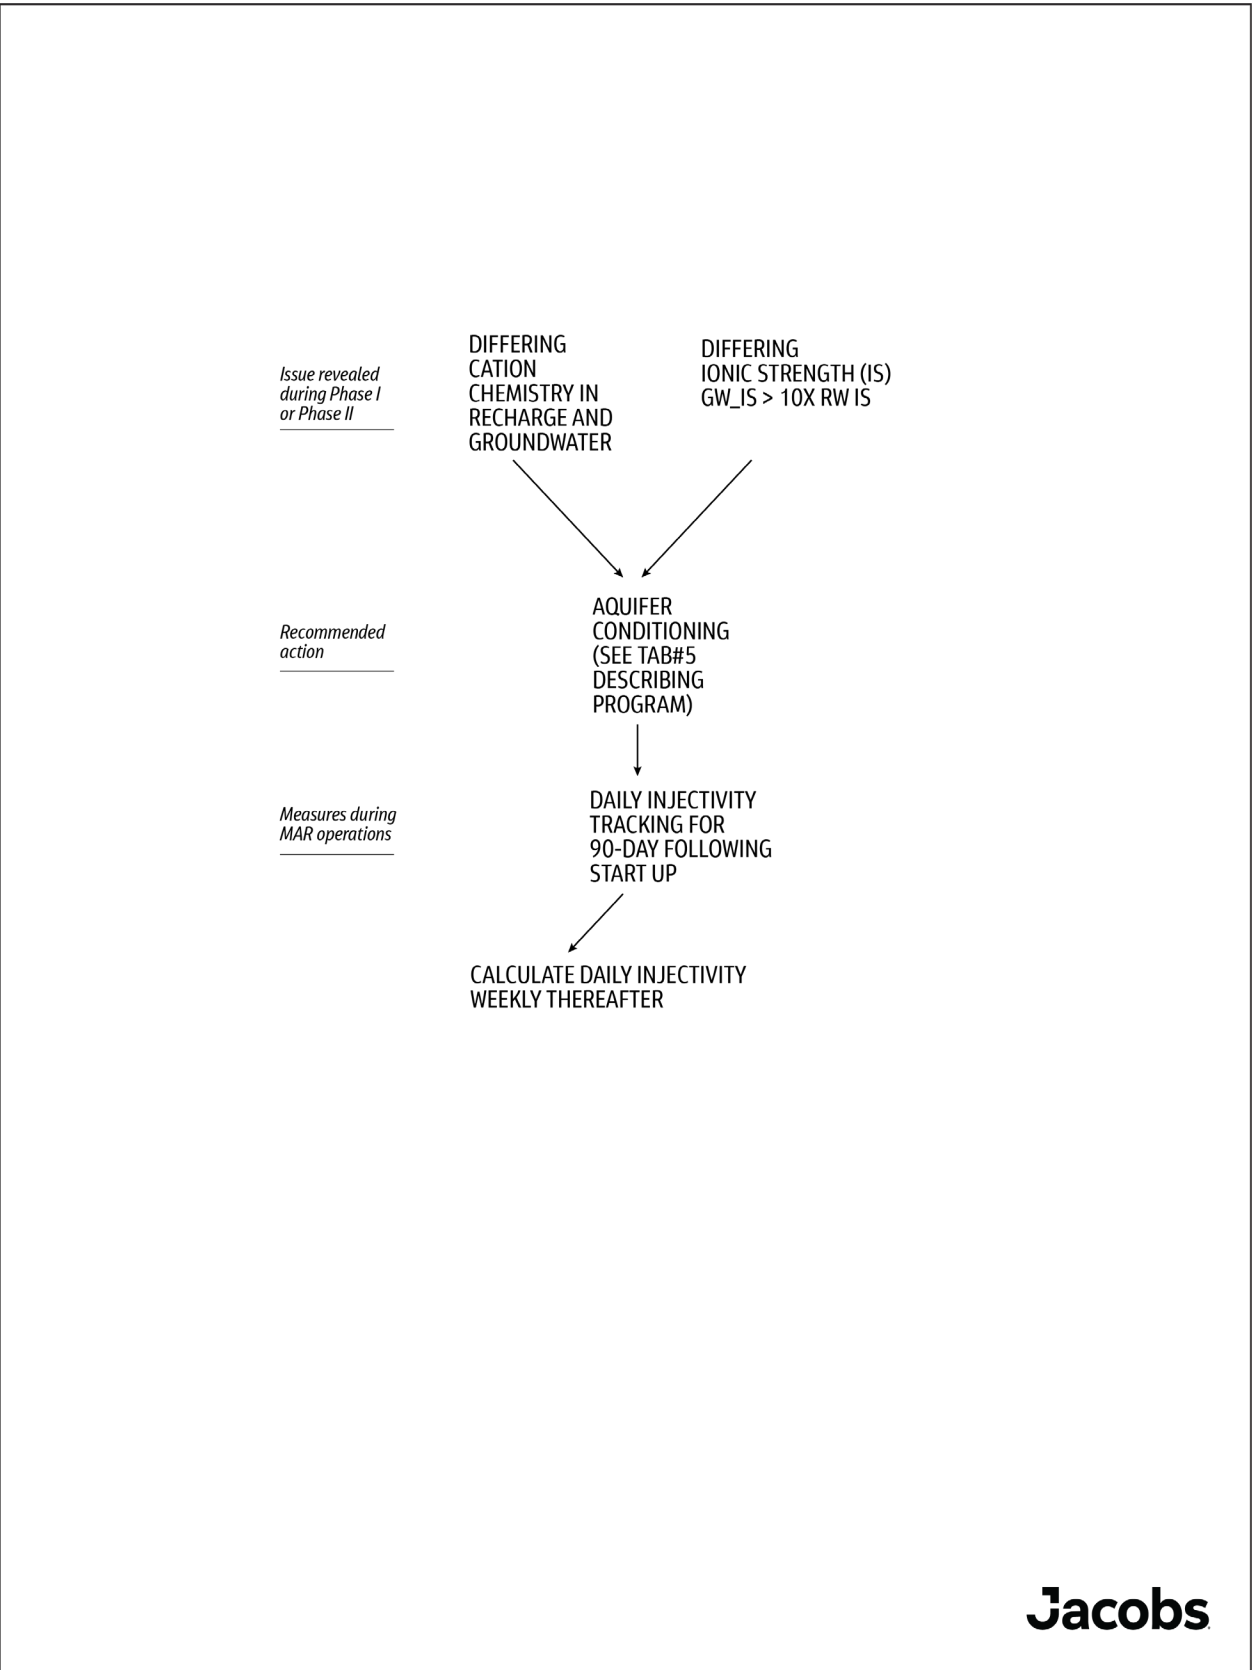 Issue revealed
during Phase I
or Phase II
DIFFERING
CATION
CHEMISTRY IN
RECHARGE AND
GROUNDWATER
DIFFERING
IONIC STRENGTH (IS)
GW_IS > 10X RW IS
Recommended
action
AQUIFER
CONDITIONING
(SEE TAB#5
DESCRIBING
PROGRAM)
Measures during
MAR operations
DAILY INJECTIVITY
TRACKING FOR
90-DAY FOLLOWING
START UP
CALCULATE DAILY INJECTIVITY
WEEKLY THEREAFTER
Jacobs